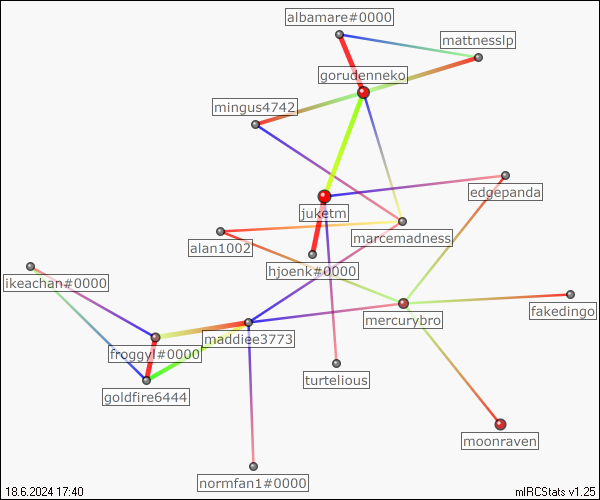 albamare#0000
mattnesslp
gorudenneko
mingus4742
edgepanda
juketm
marcemadness
alan1002
hjoenk#0000
ikeachan#0000
mercurybro
fakedingo
maddiee3773
froggyl#0000
turtelious
goldfire6444
moonraven
normfan1#0000
18.6.2024 17:40
mIRCStats v1.25